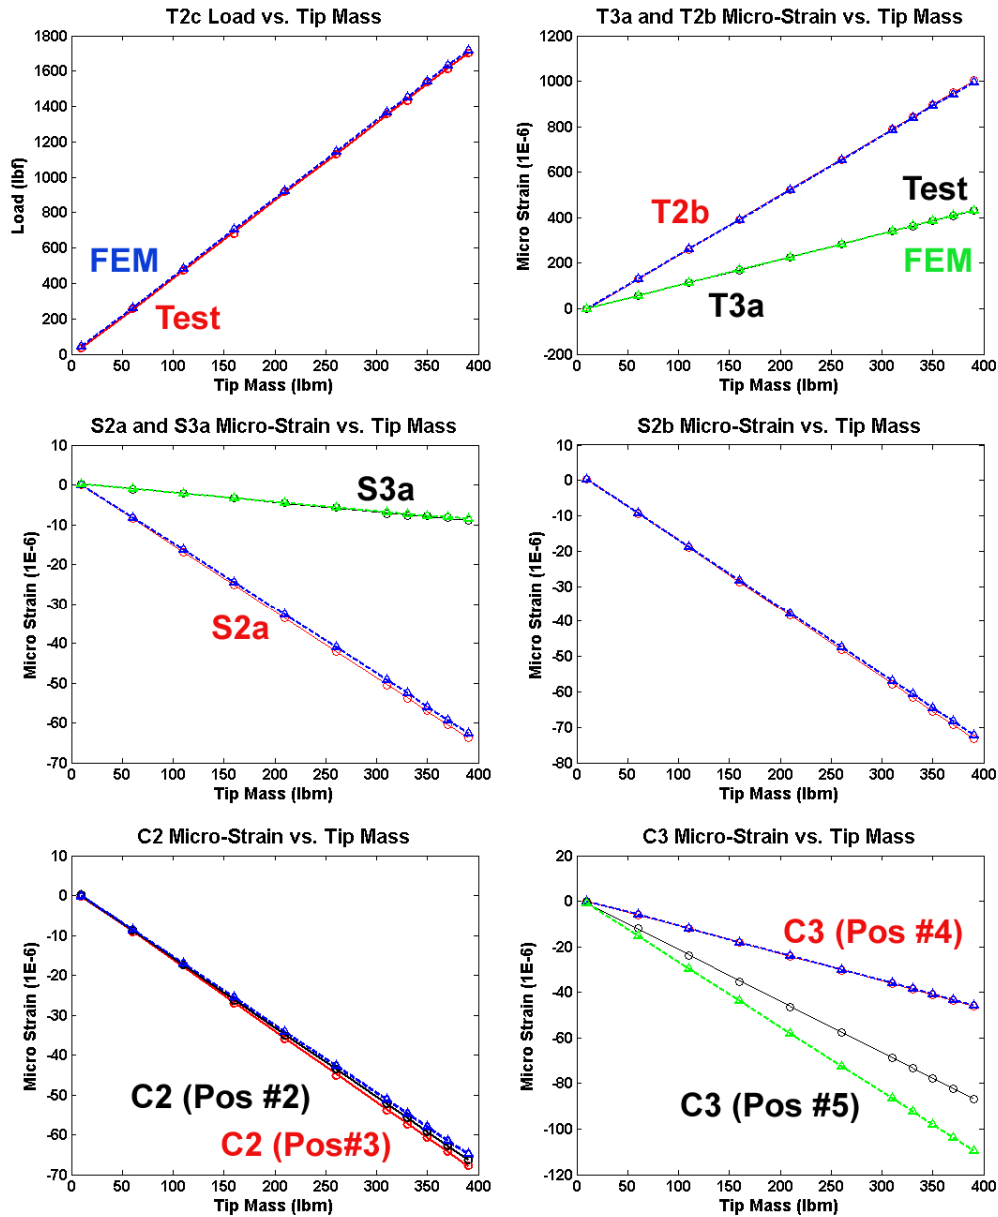 T2c Load vs. Tip Mass
1800
1600
1400
1200
1000
800
600
400
200
0
Load (lbf)
FEM
Test
0 50 100 150 200 250 300 350 400
Tip Mass (lbm)
T3a and T2b Micro-Strain vs. Tip Mass
1200
1000
800
600
400
200
0
-200
Micro Strain (1E-6)
T2b
Test
FEM
T3a
0 50 100 150 200 250 300 350 400
Tip Mass (lbm)
S2a and S3a Micro-Strain vs. Tip Mass
10
0
-10
-20
-30
-40
-50
-60
-70
Micro Strain (1E-6)
S3a
S2a
0 50 100 150 200 250 300 350 400
Tip Mass (lbm)
S2b Micro-Strain vs. Tip Mass
10
0
-10
-20
-30
-40
-50
-60
-70
-80
Micro Strain (1E-6)
0 50 100 150 200 250 300 350 400
Tip Mass (lbm)
C2 Micro-Strain vs. Tip Mass
10
0
-10
-20
-30
-40
-50
-60
-70
Micro Strain (1E-6)
C2 (Pos #2)
C2 (Pos#3)
0 50 100 150 200 250 300 350 400
Tip Mass (lbm)
C3 Micro-Strain vs. Tip Mass
20
0
-20
-40
-60
-80
-100
-120
Micro Strain (1E-6)
C3 (Pos #4)
C3 (Pos #5)
0 50 100 150 200 250 300 350 400
Tip Mass (lbm)